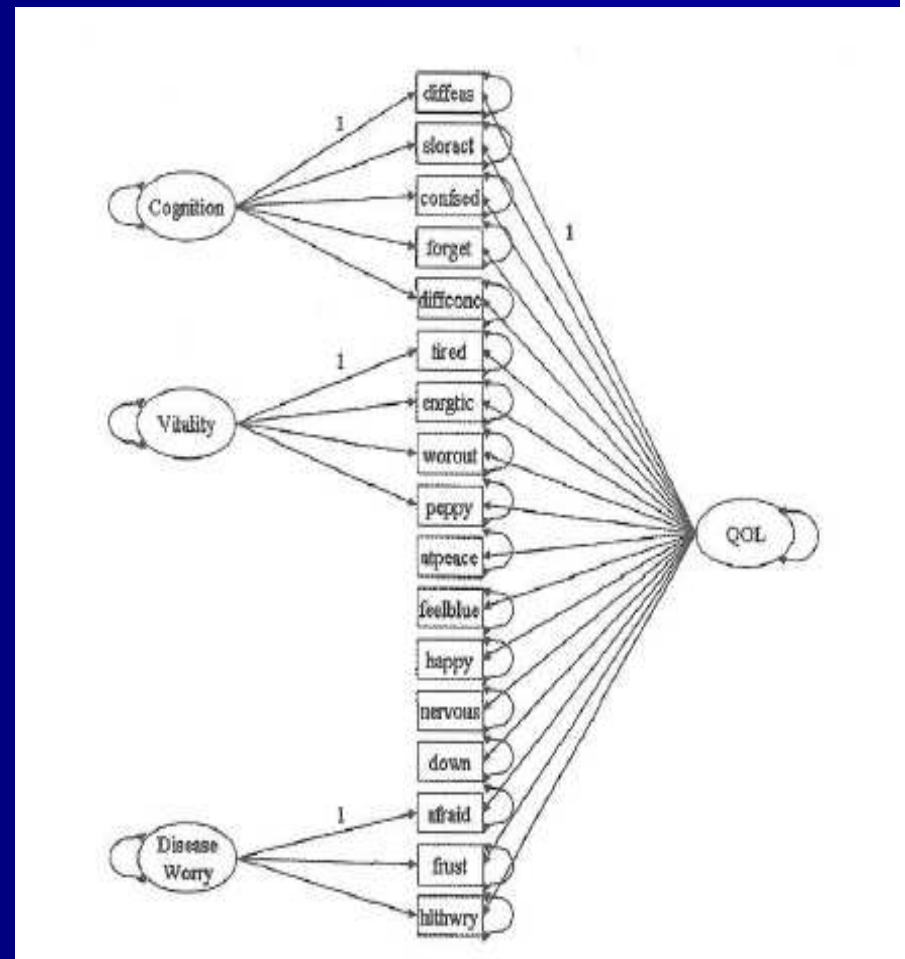 diffeas
1
sloract
Cognition
confsed
1
forget
diffconc
tired
1
enrgtic
Vitality
worout
peppy
QOL
atpeace
feelblue
happy
nervous
down
1
afraid
Disease
Worry
frust
hlthwry